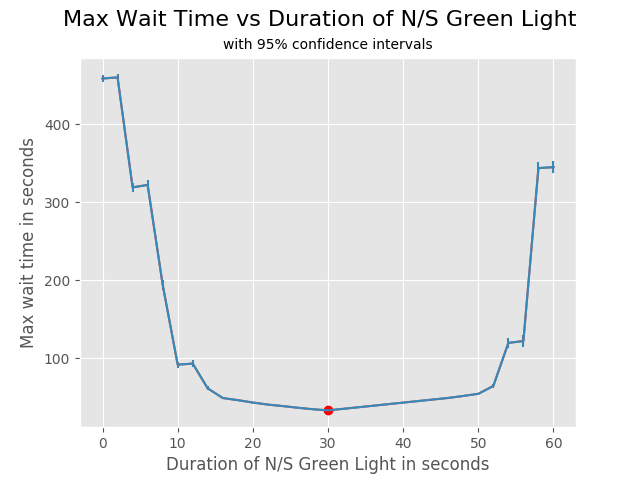 Max Wait Time vs Duration of N/S Green Light
with 95% confidence intervals
Max wait time in seconds
400
300
200
100
0 10 20 30 40 50 60
Duration of N/S Green Light in seconds